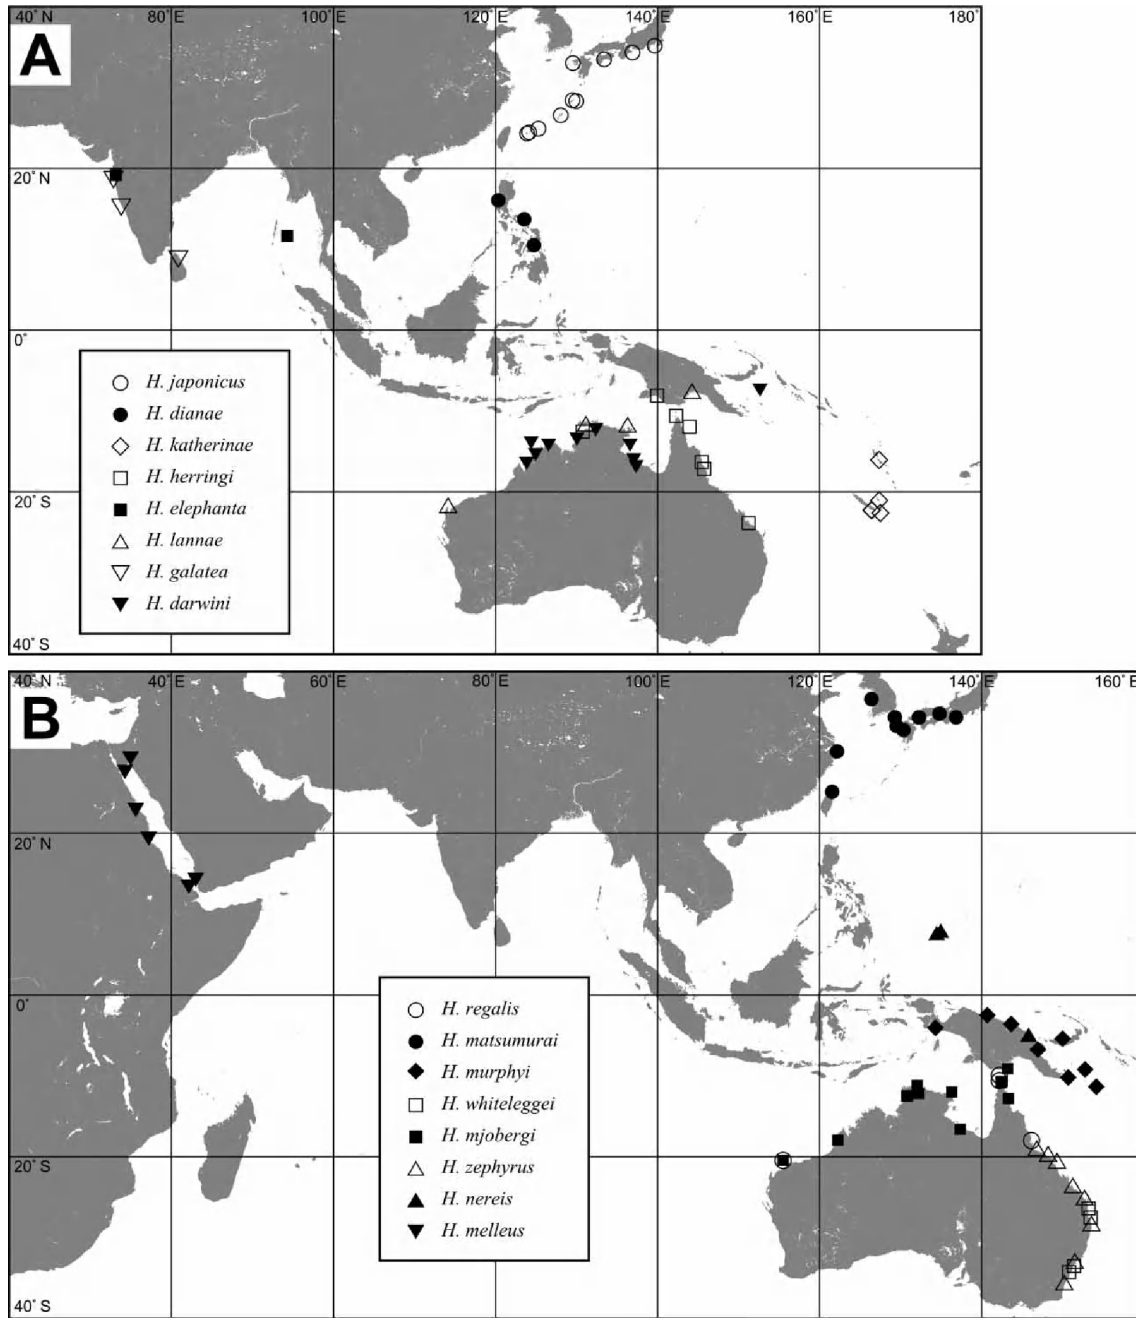 40˚ N 80˚E 100˚E 120˚E 140˚E 160˚E 180˚
A
20˚ N
0˚
H. japonicus
H. dianae
H. katherinae
H. herringi
H. elephanta
H. lannae
H. galatea
H. darwini
20˚ S
40˚ S
40˚ N 40˚E 60˚E 80˚E 100˚E 120˚E 140˚E 160˚E
B
20˚ N
0˚
H. regalis
H. matsumurai
H. murphyi
H. whiteleggei
H. mjobergi
H. zephyrus
H. nereis
H. melleus
20˚ S
40˚ S